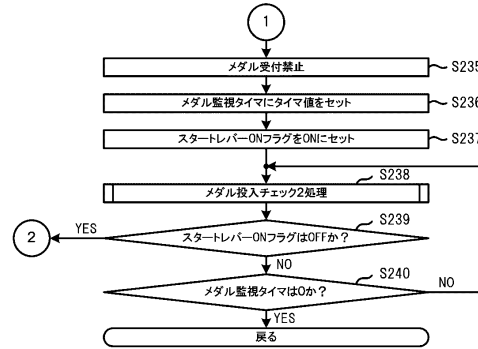 1
メダル受付禁止
S235
メダル監視タイマにタイマ値をセット
S236
スタートレバーONフラグをONにセット
S237
S238
メダル投入チェック2処理
S239
YES
2
スタートレバーONフラグはOFFか？
NO
S240
メダル監視タイマは0か？
NO
YES
戻る